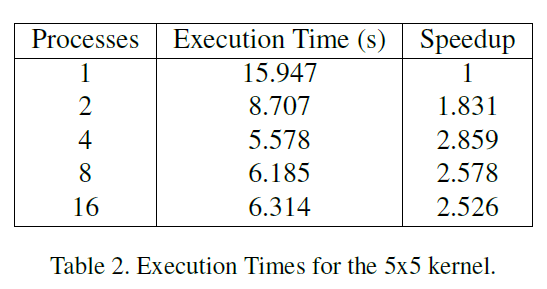 Processes Execution Time (s) Speedup
1 15.947 1
2 8.707 1.831
4 5.578 2.859
8 6.185 2.578
16 6.314 2.526
Table 2. Execution Times for the 5x5 kernel.